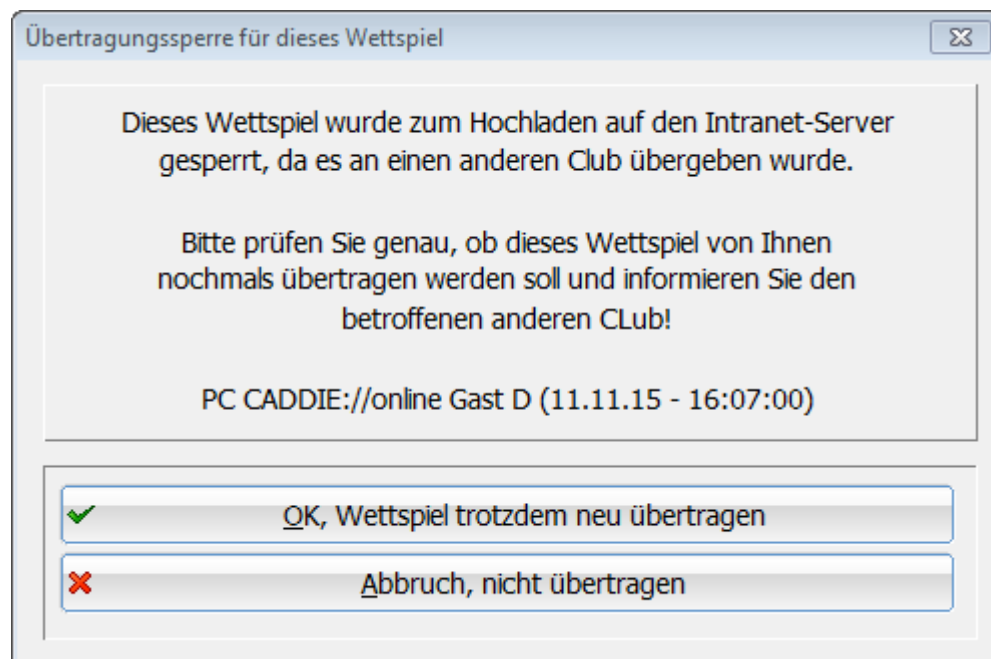 Übertragungssperre für dieses Wettspiel
Dieses Wettspiel wurde zum Hochladen auf den Intranet-Server
gesperrt, da es an einen anderen Club übergeben wurde.
Bitte prüfen Sie genau, ob dieses Wettspiel von Ihnen
nochmals übertragen werden soll und informieren Sie den
betroffenen anderen CLub!
PC CADDIE://online Gast D (11.11.15 - 16:07:00)
OK, Wettspiel trotzdem neu übertragen
Abbruch, nicht übertragen